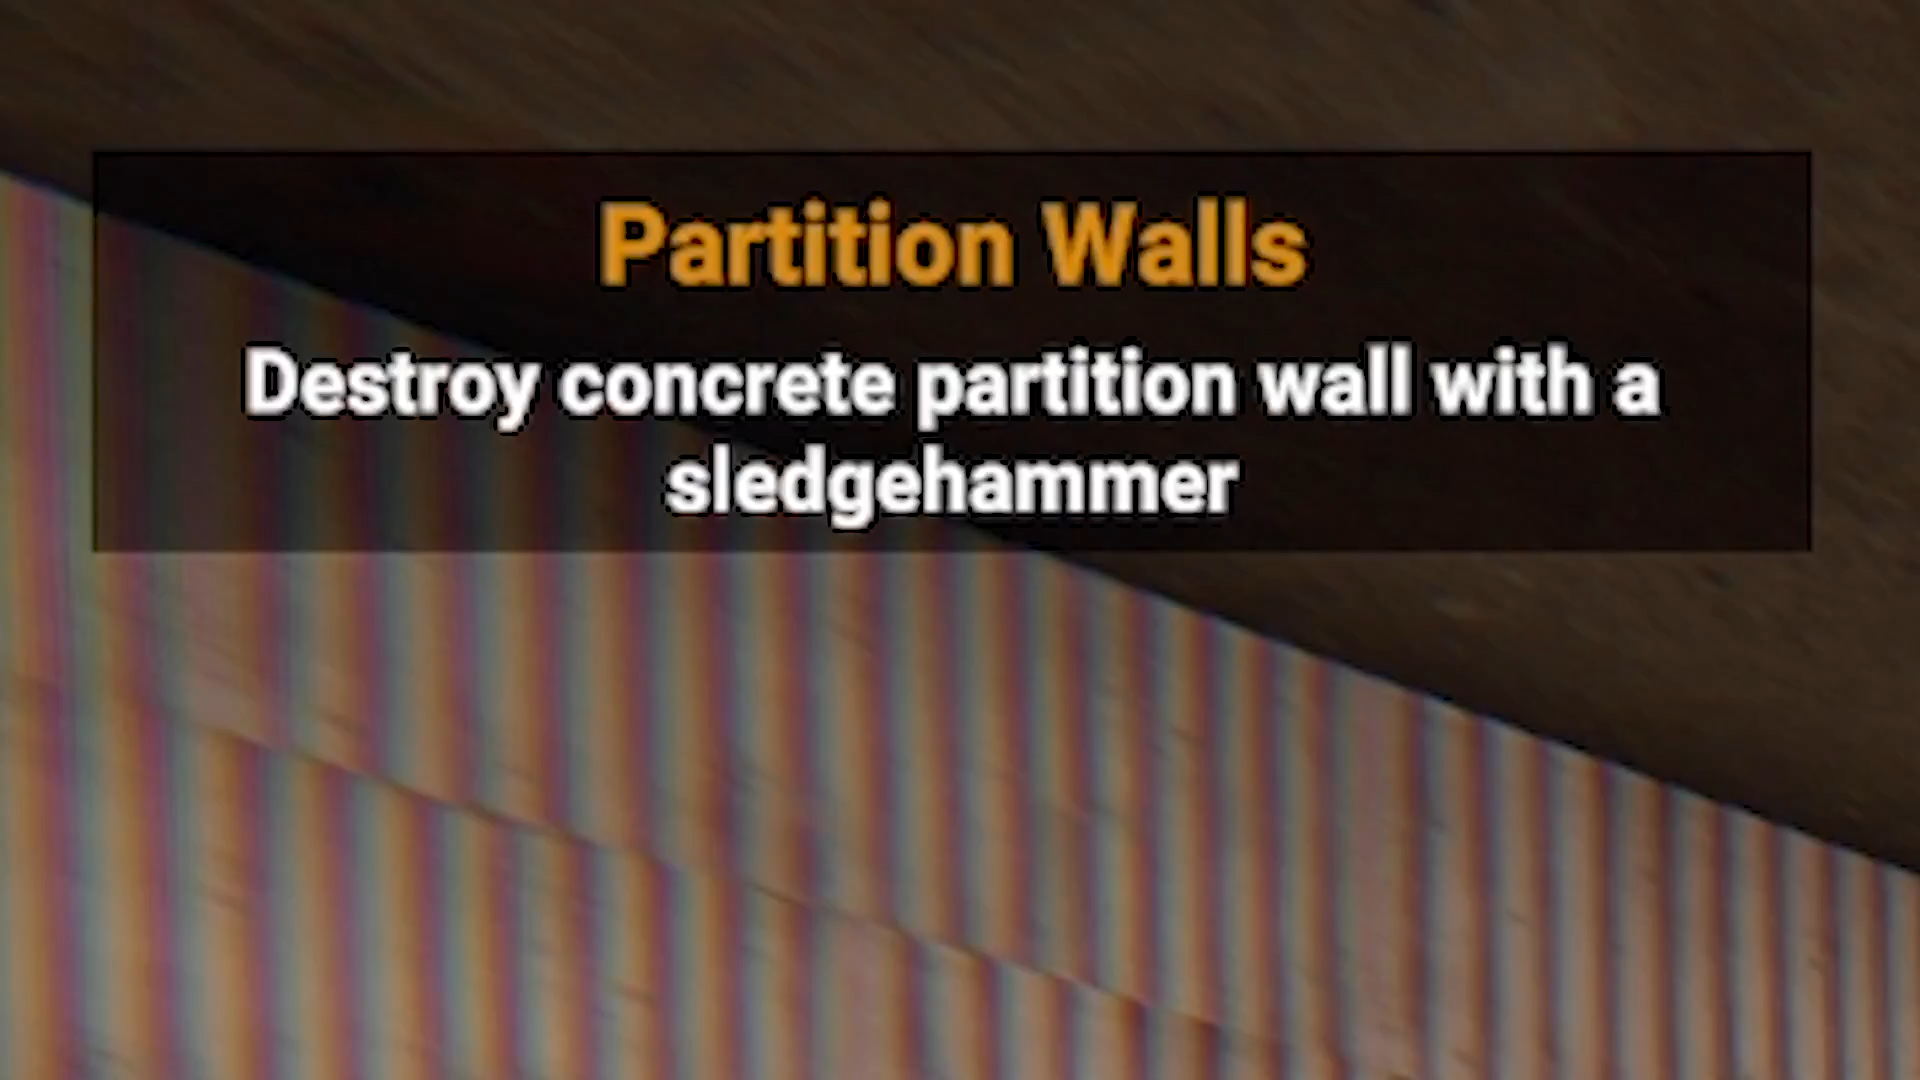 Partition Walls
Destroy concrete partition wall with a
sledgehammer